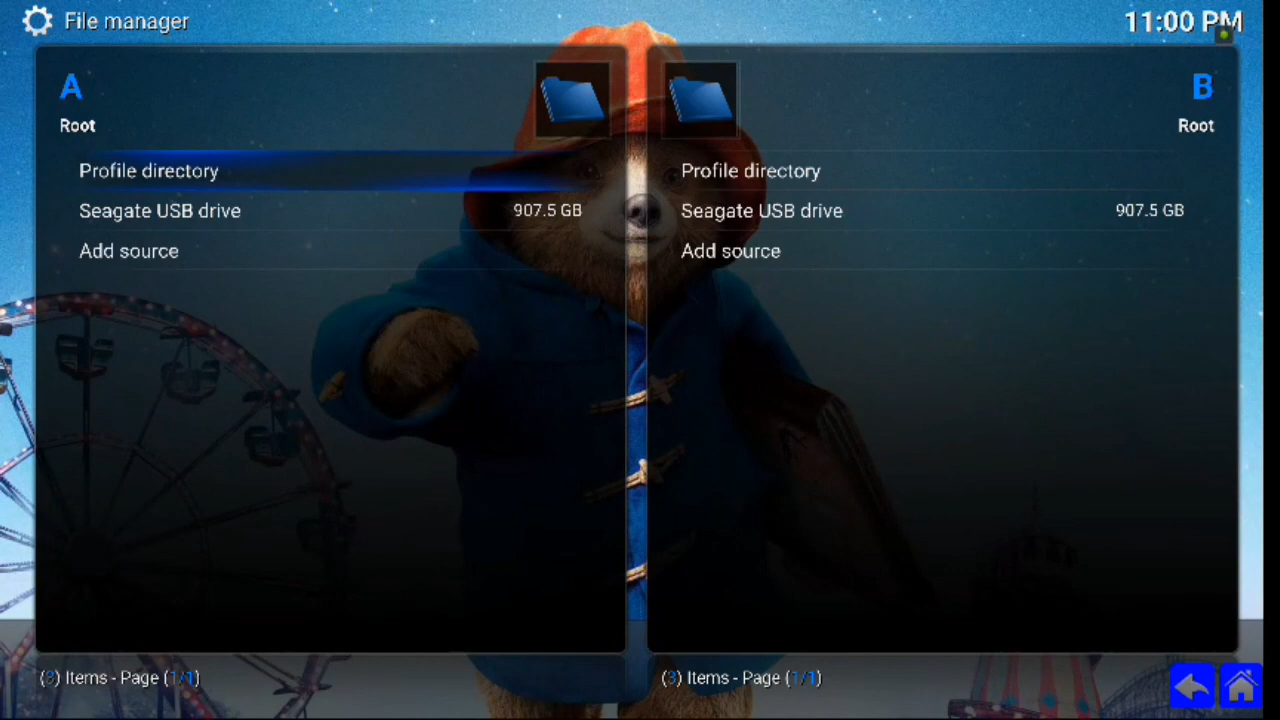 File manager
11:00 PM
A
Root
Profile directory
Seagate USB drive 907.5 GB
Add source
(3) Items - Page (1/1)
B
Root
Profile directory
Seagate USB drive 907.5 GB
Add source
(3) Items - Page (1/1)